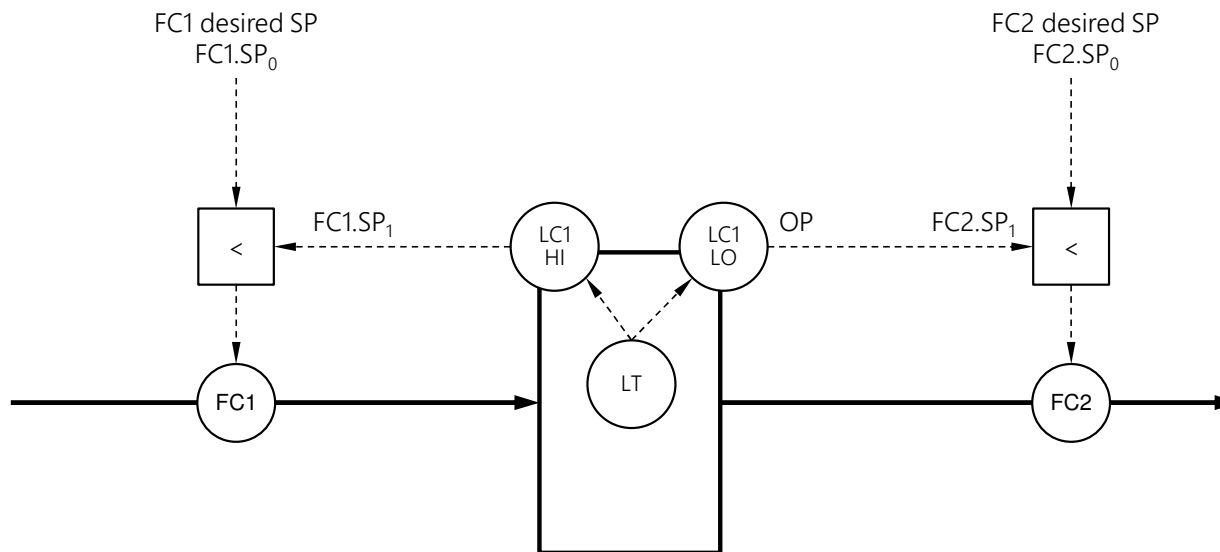 FC1 desired SP
FC1.SP₀
FC2 desired SP
FC2.SP₀
<
FC1.SP₁
LC1
HI
LC1
LO
OP
FC2.SP₁
<
LT
FC1
FC2